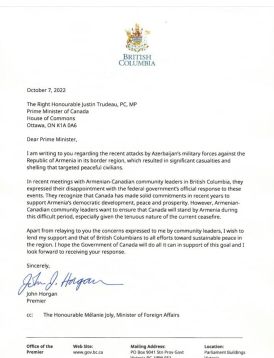 BRITISH
COLUMBIA
October 7, 2022
The Right Honourable Justin Trudeau, PC, MP
Prime Minister of Canada
House of Commons
Ottawa, ON K1A 0A6
Dear Prime Minister,
I am writing to you regarding the recent attacks by Azerbaijan's military forces against the
Republic of Armenia in its border region, which resulted in significant casualties and
shelling that targeted peaceful civilians.
In recent meetings with Armenian-Canadian community leaders in British Columbia, they
expressed their disappointment with the federal government's official response to these
events. They recognize that Canada has made solid commitments in recent years to
support Armenia's democratic development, peace and prosperity. However, Armenian-
Canadian community leaders want to ensure that Canada will stand by Armenia during
this difficult period, especially given the tenuous nature of the current ceasefire.
Apart from relaying to you the concerns expressed to me by community leaders, I wish to
lend my support and that of British Columbians to all efforts toward sustainable peace in
the region. I hope the Government of Canada will do all it can in support of this goal and I
look forward to receiving your response.
Sincerely,
John J. Horgan
John Horgan
Premier
cc: The Honourable Mélanie Joly, Minister of Foreign Affairs
Office of the Web Site: Mailing Address: Location:
Premier www.gov.bc.ca PO Box 9041 Stn Prov Govt Parliament Buildings